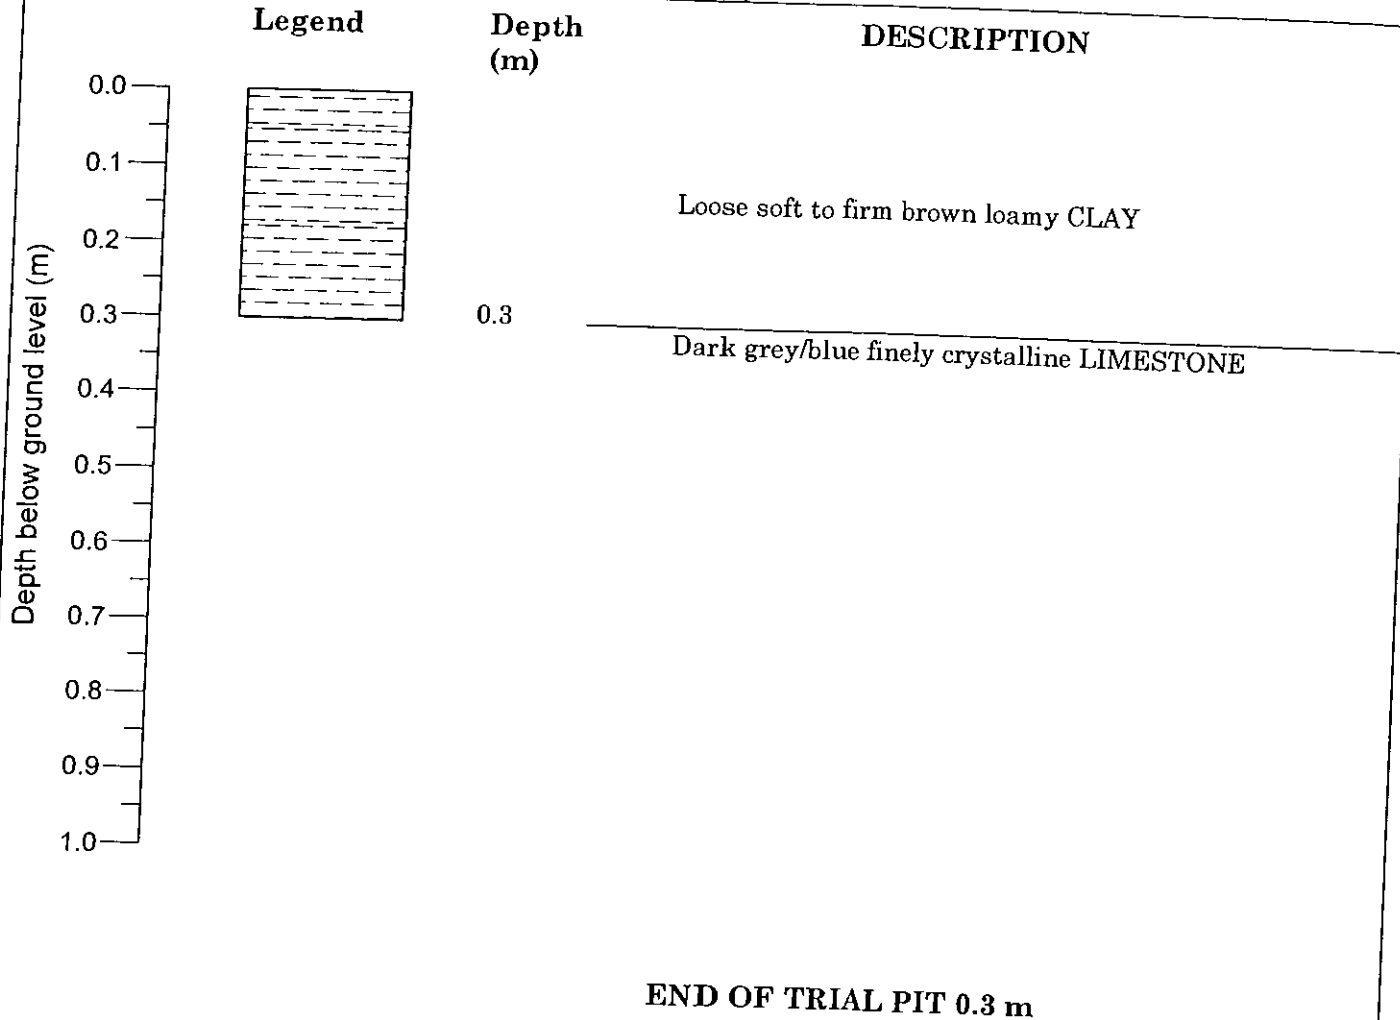 Legend
Depth
(m)
DESCRIPTION
0.0
0.1
0.2
0.3
0.4
0.5
0.6
0.7
0.8
0.9
1.0
Depth below ground level (m)
Loose soft to firm brown loamy CLAY
0.3
Dark grey/blue finely crystalline LIMESTONE
END OF TRIAL PIT 0.3 m